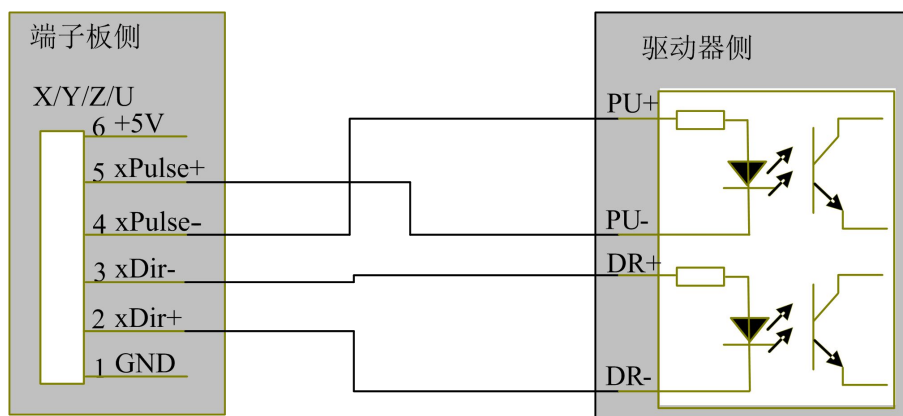 端子板侧
X/Y/Z/U
6 +5V
5 xPulse+
4 xPulse-
3 xDir-
2 xDir+
1 GND
驱动器侧
PU+
PU-
DR+
DR-